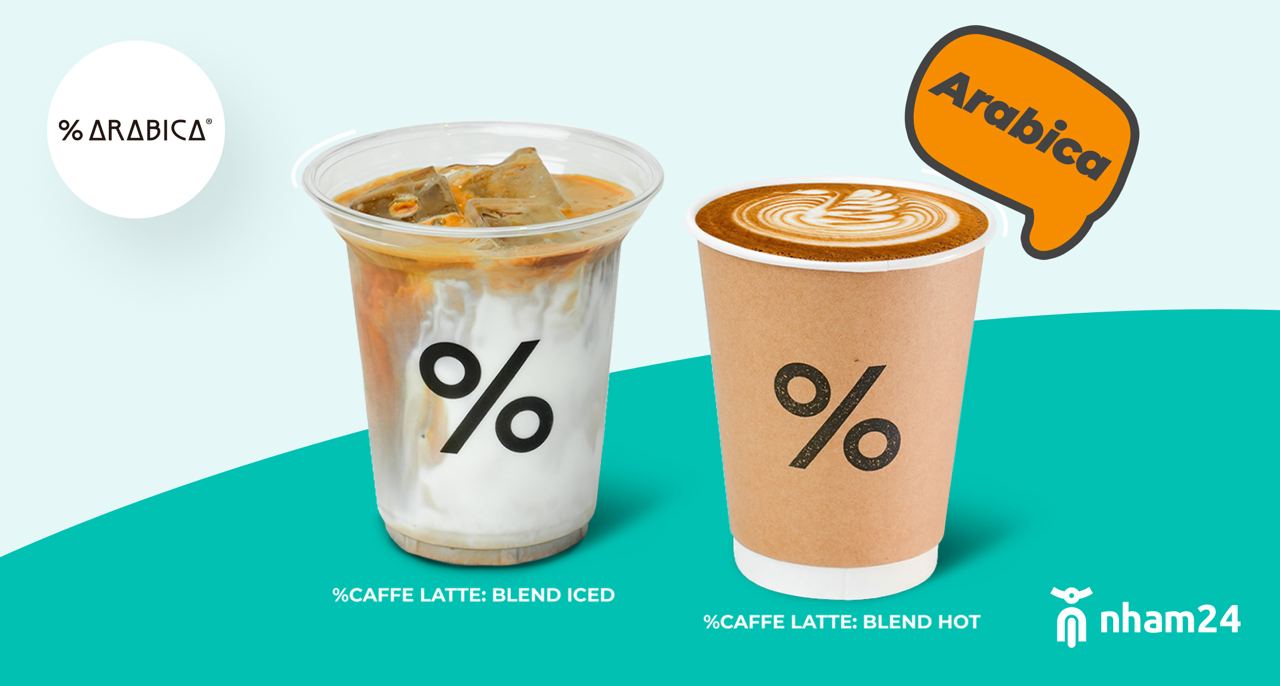 % ARABICA®
Arabica
%
%
%CAFFE LATTE: BLEND ICED
%CAFFE LATTE: BLEND HOT
nham24